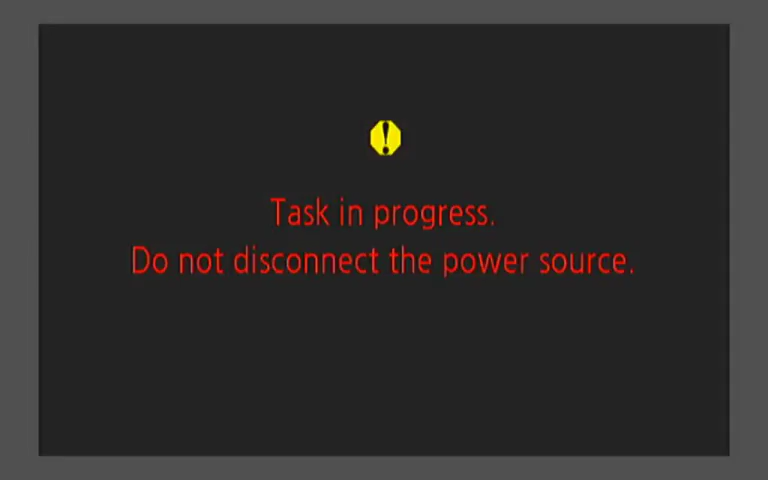 Task in progress.
Do not disconnect the power source.